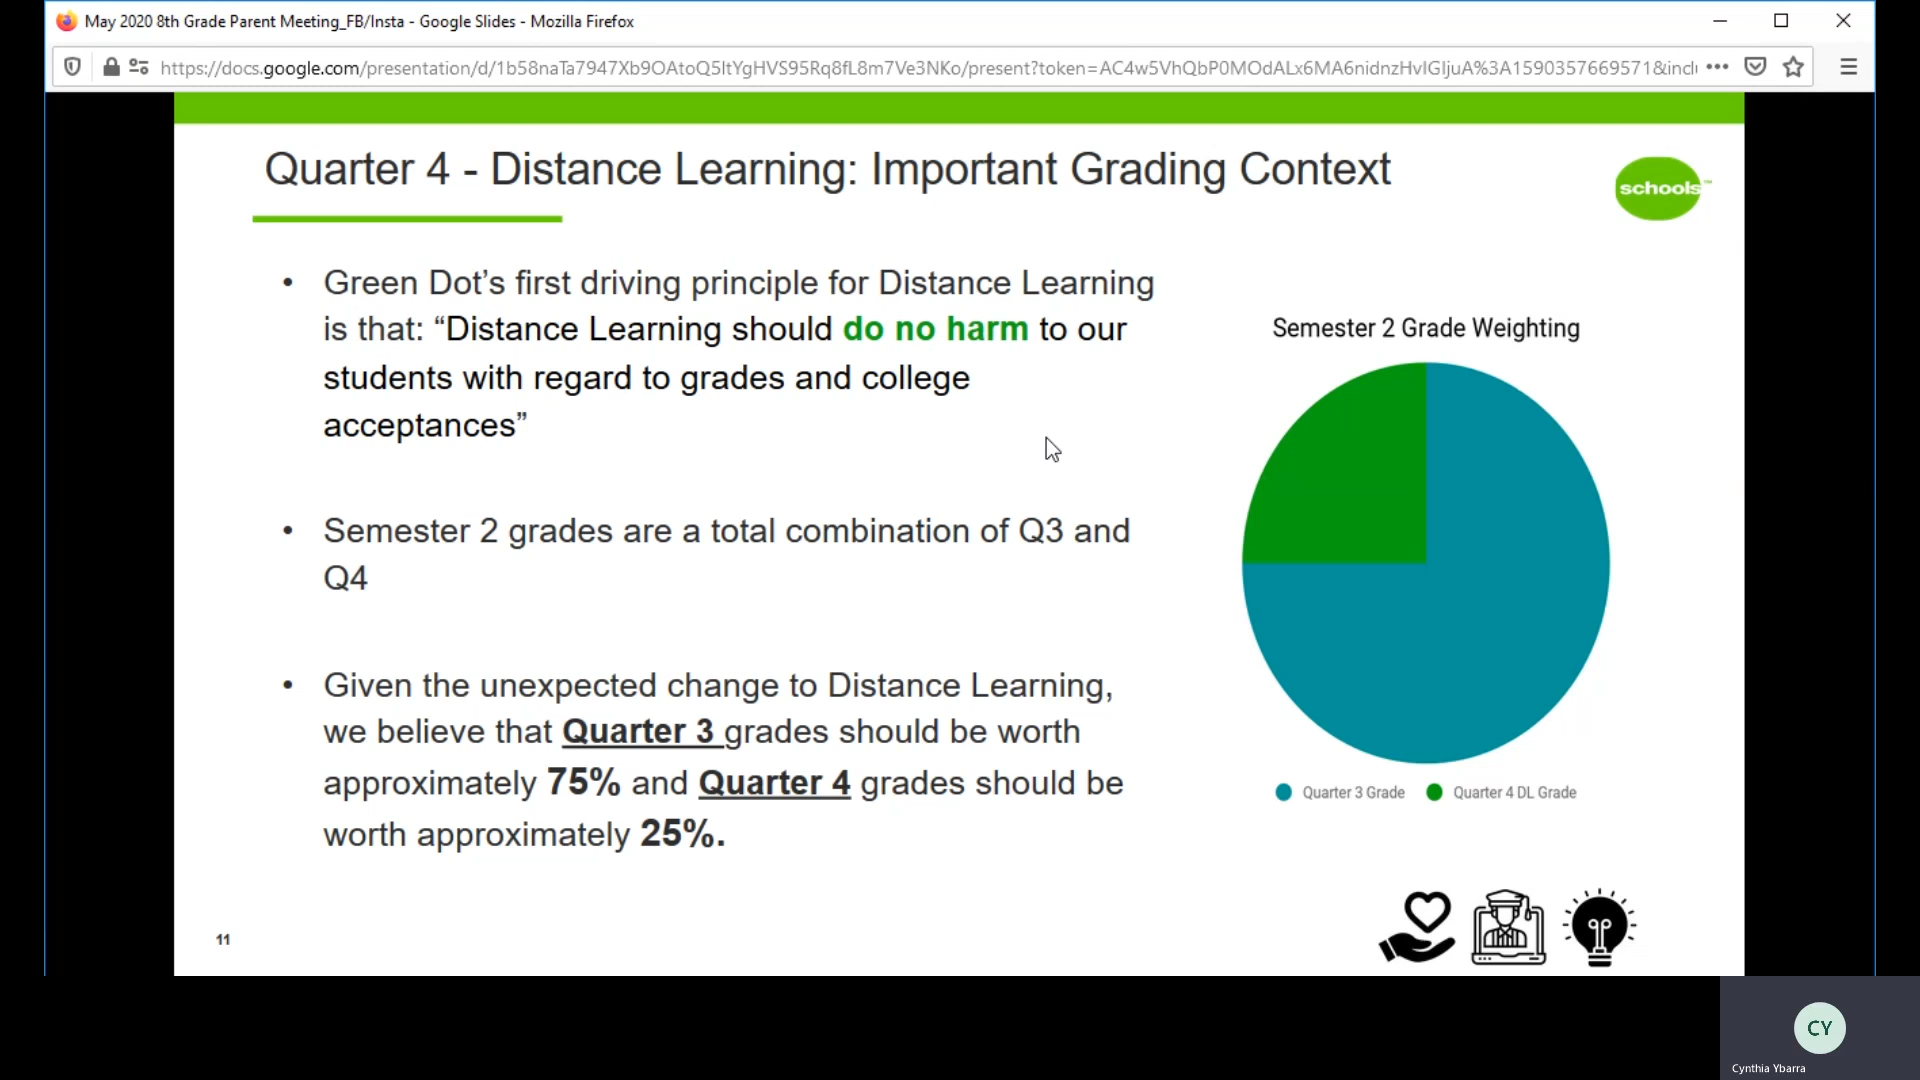 May 2020 8th Grade Parent Meeting_FB/Insta - Google Slides - Mozilla Firefox
https://docs.google.com/presentation/d/1b58naTa7947Xb9OAtoQ5ItYgHVS95Rq8fL8m7Ve3NKo/present?token=AC4w5VhQbP0MOdALx6MA6nidnzHvIGIjuA%3A1590357669571&incl
Quarter 4 - Distance Learning: Important Grading Context
schools™
• Green Dot’s first driving principle for Distance Learning
is that: “Distance Learning should do no harm to our
students with regard to grades and college
acceptances”
• Semester 2 grades are a total combination of Q3 and
Q4
• Given the unexpected change to Distance Learning,
we believe that Quarter 3 grades should be worth
approximately 75% and Quarter 4 grades should be
worth approximately 25%.
Semester 2 Grade Weighting
Quarter 3 Grade
Quarter 4 DL Grade
11
CY
Cynthia Ybarra